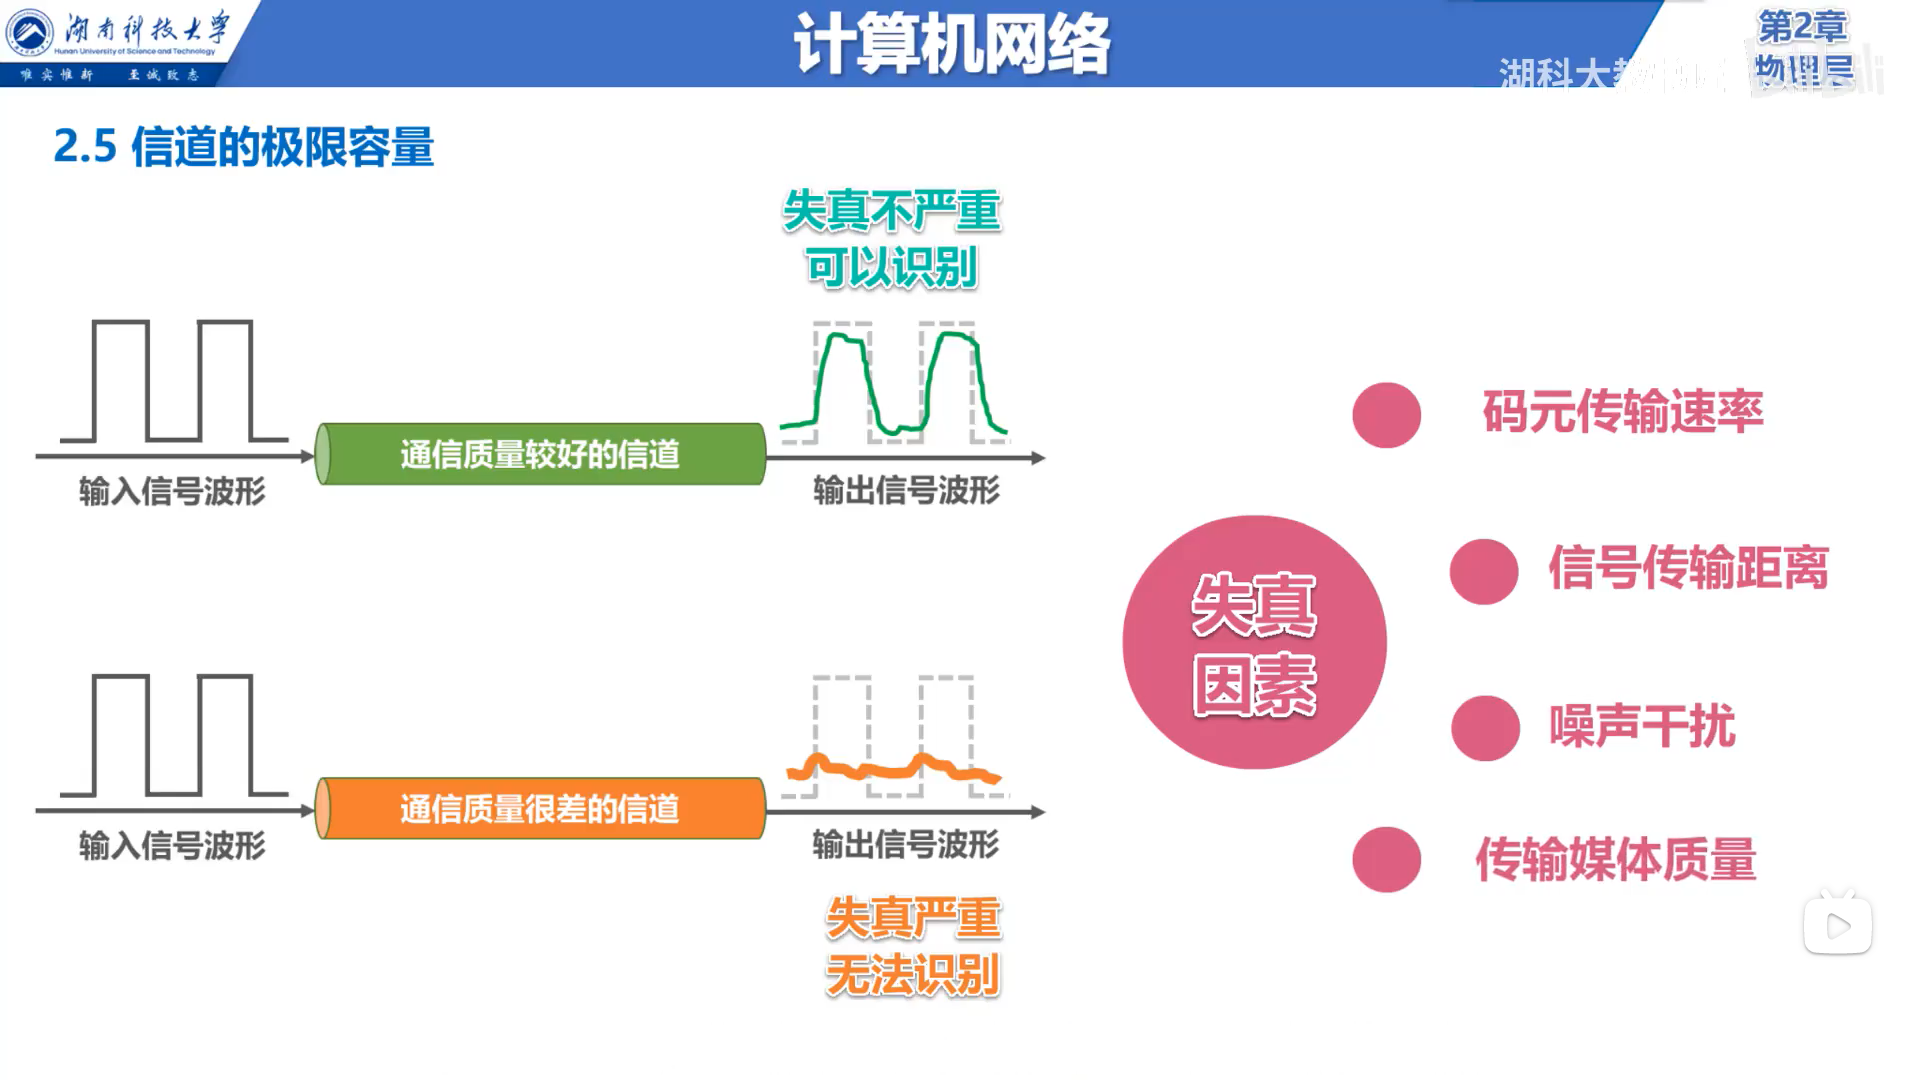 湖南科技大学
Hunan University of Science and Technology
唯实惟新 至诚致志
计算机网络
第2章
物理层
湖科大教
2.5 信道的极限容量
失真不严重
可以识别
通信质量较好的信道
输入信号波形
输出信号波形
码元传输速率
信号传输距离
失真
因素
噪声干扰
传输媒体质量
通信质量很差的信道
输入信号波形
输出信号波形
失真严重
无法识别